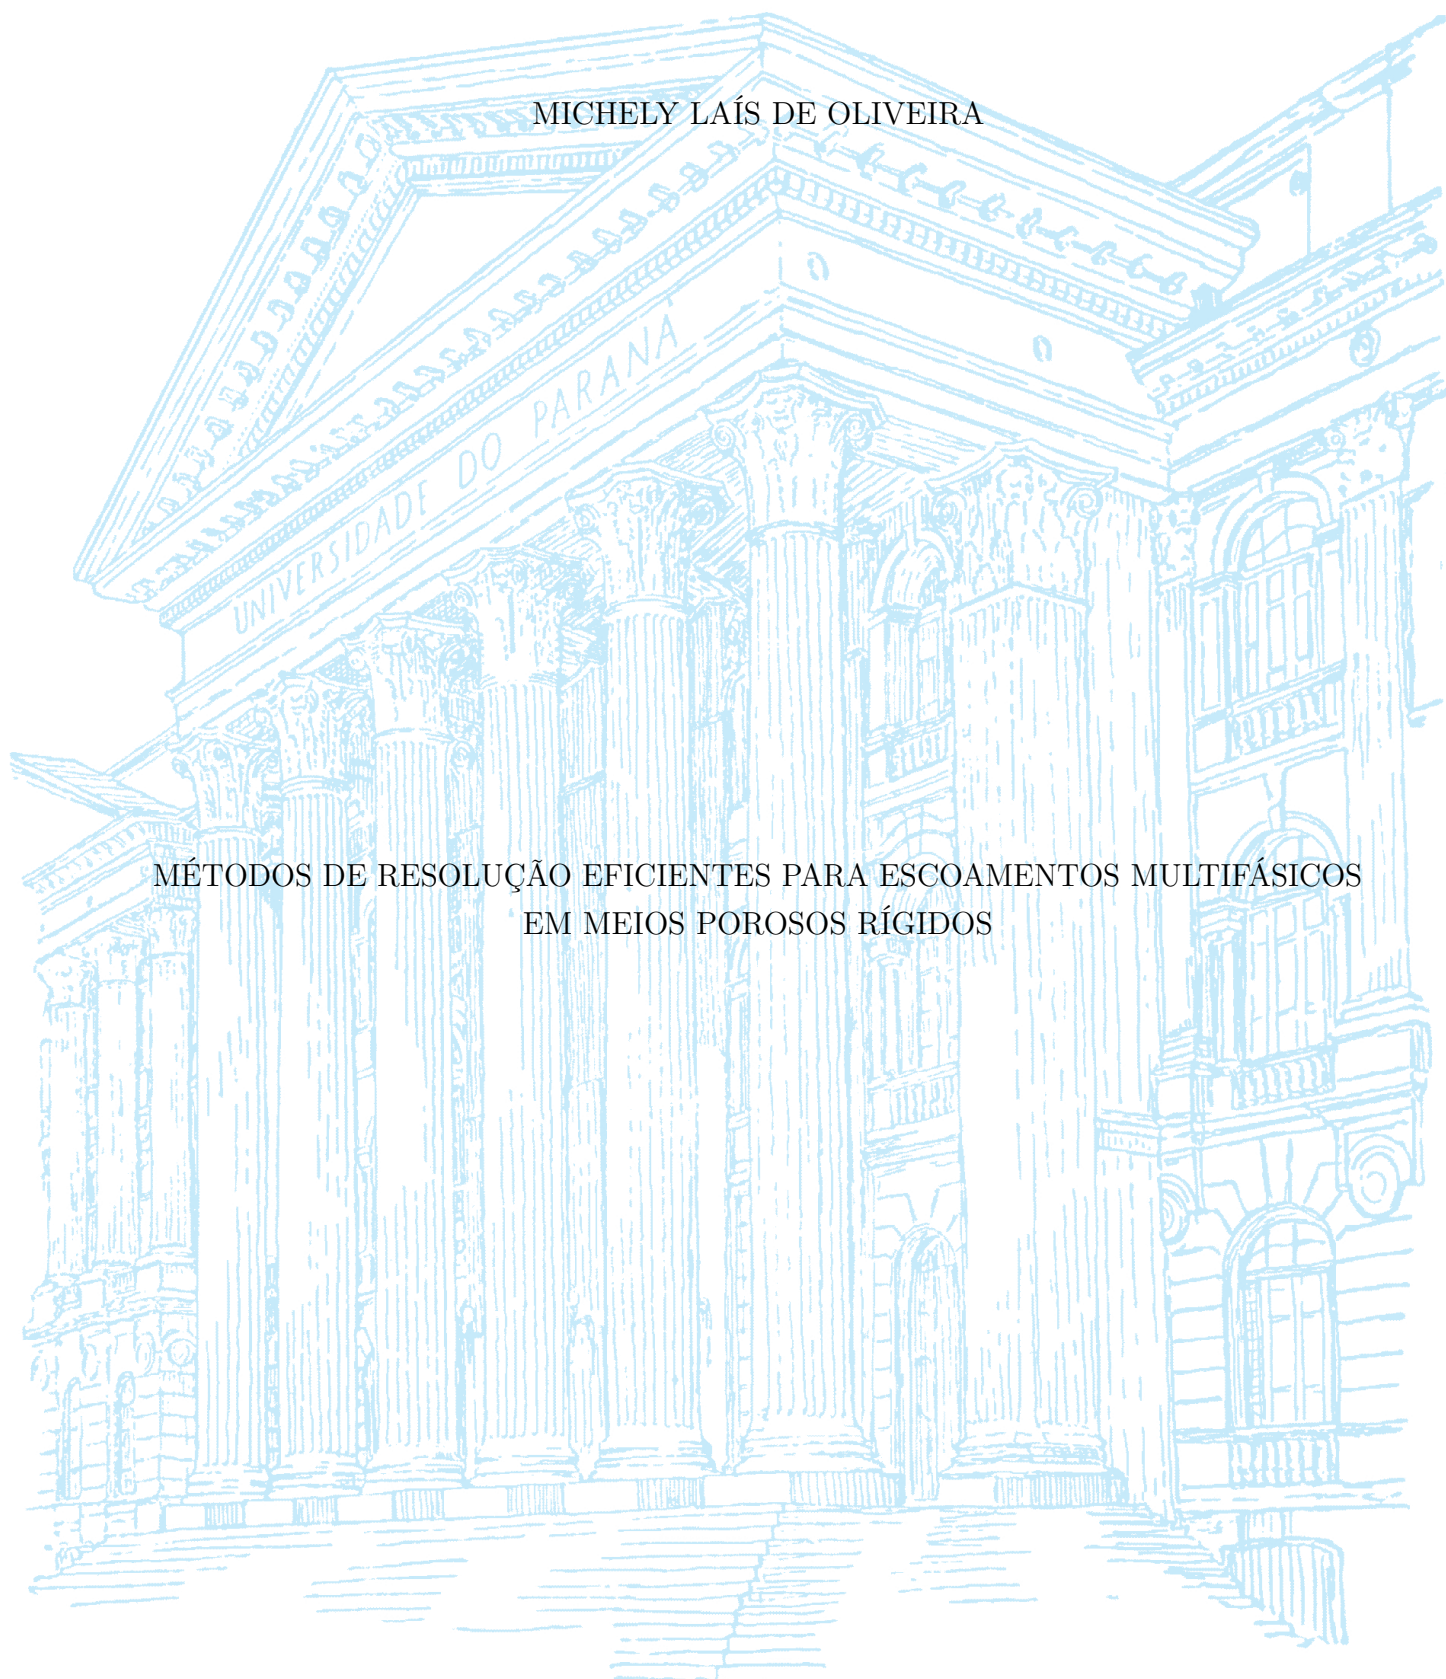 MICHELY LAÍS DE OLIVEIRA
UNIVERSIDADE DO PARANÁ
MÉTODOS DE RESOLUÇÃO EFICIENTES PARA ESCOAMENTOS MULTIFÁSICOS
EM MEIOS POROSOS RÍGIDOS